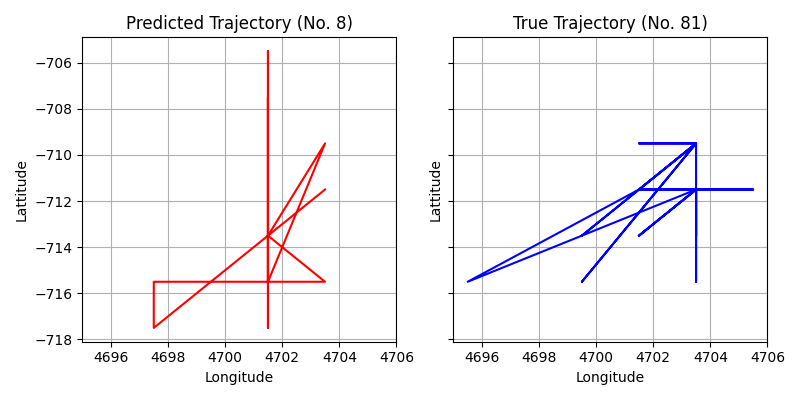 Predicted Trajectory (No. 8)
True Trajectory (No. 81)
−706
−708
−710
−712
−714
−716
−718
Lattitude
Lattitude
4696 4698 4700 4702 4704 4706
4696 4698 4700 4702 4704 4706
Longitude
Longitude